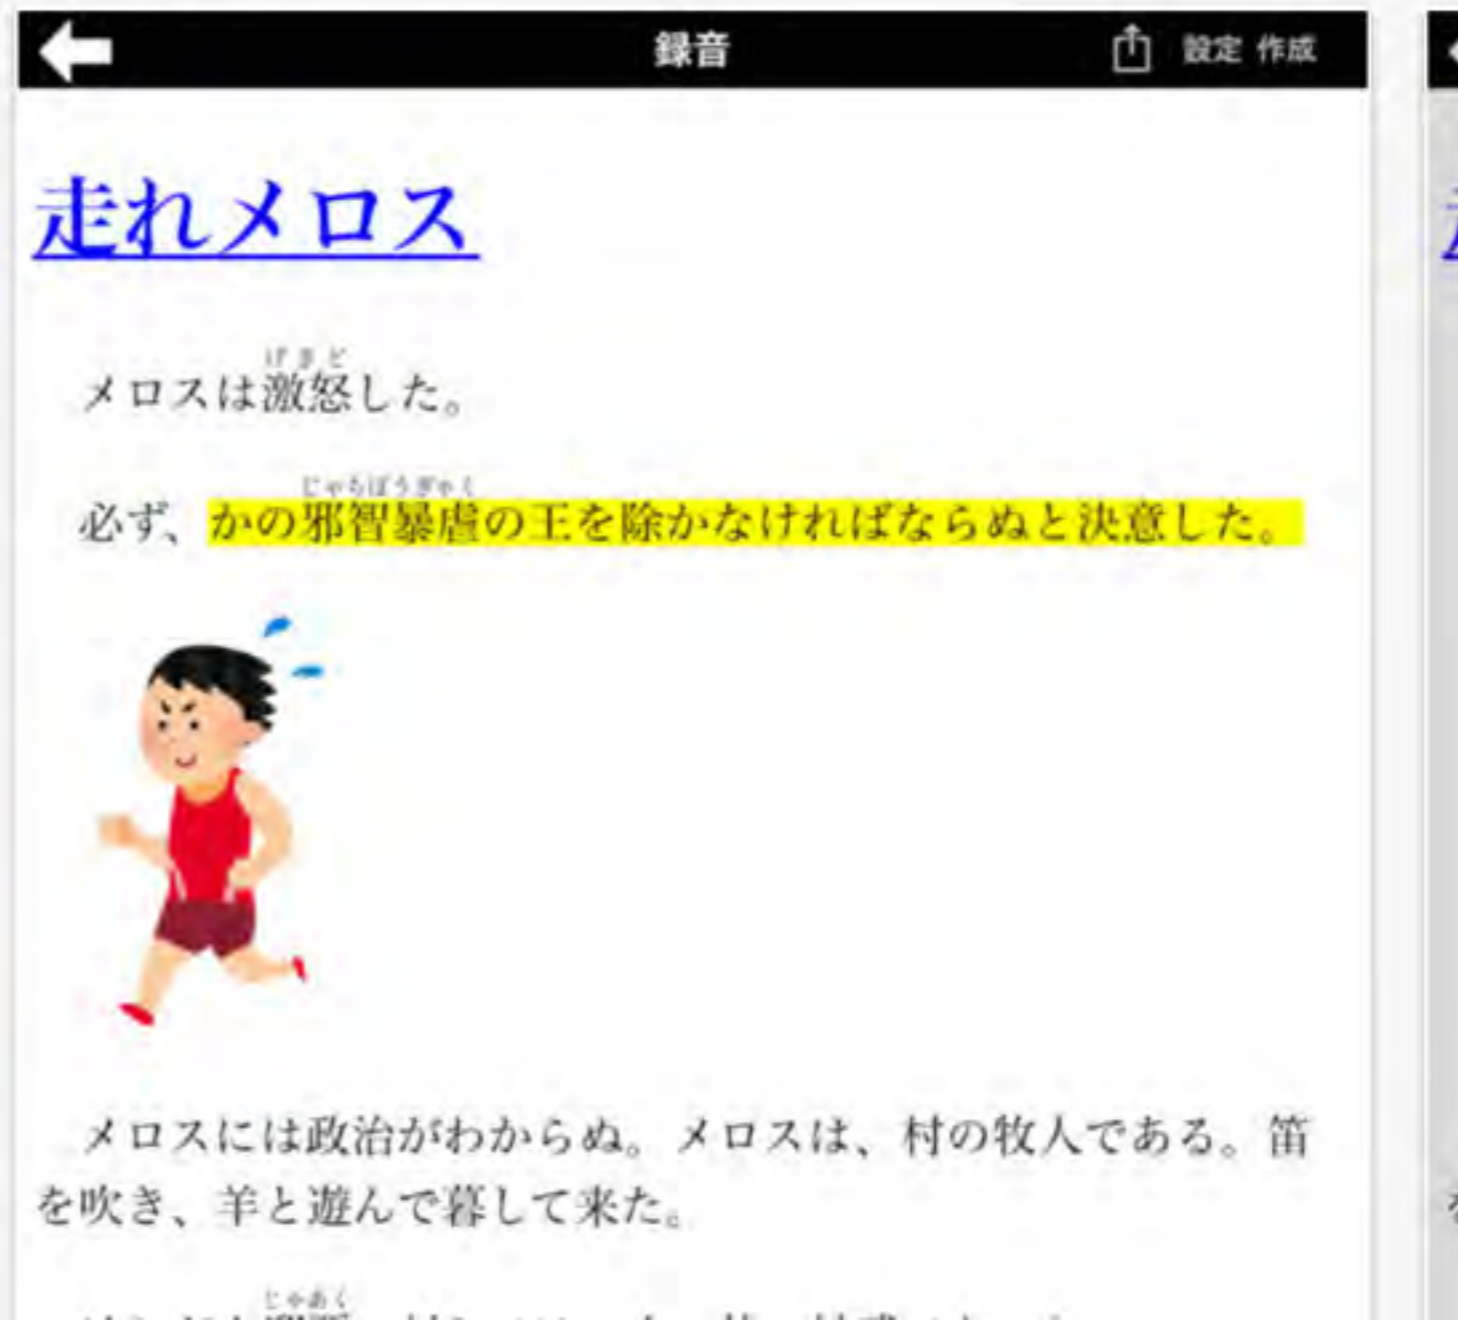 録音 設定 作成
走れメロス
げきど
メロスは激怒した。
じゃちぼうぎゃく
必ず、かの邪智暴虐の王を除かなければならぬと決意した。
メロスには政治がわからぬ。メロスは、村の牧人である。笛
を吹き、羊と遊んで暮して来た。
じゃあく